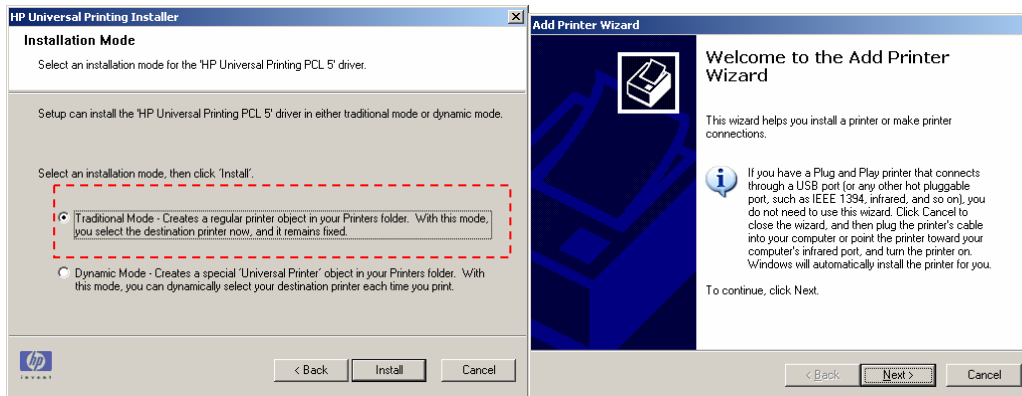 HP Universal Printing Installer
Installation Mode
Select an installation mode for the 'HP Universal Printing PCL 5' driver.
Setup can install the 'HP Universal Printing PCL 5' driver in either traditional mode or dynamic mode.
Select an installation mode, then click 'Install'.
Traditional Mode - Creates a regular printer object in your Printers folder. With this mode,
you select the destination printer now, and it remains fixed.
Dynamic Mode - Creates a special 'Universal Printer' object in your Printers folder. With
this mode, you can dynamically select your destination printer each time you print.
hp
invent
< Back
Install
Cancel
Add Printer Wizard
Welcome to the Add Printer
Wizard
This wizard helps you install a printer or make printer
connections.
If you have a Plug and Play printer that connects
through a USB port (or any other hot pluggable
port, such as IEEE 1394, infrared, and so on), you
do not need to use this wizard. Click Cancel to
close the wizard, and then plug the printer's cable
into your computer or point the printer toward your
computer's infrared port, and turn the printer on.
Windows will automatically install the printer for you.
To continue, click Next.
< Back
Next >
Cancel